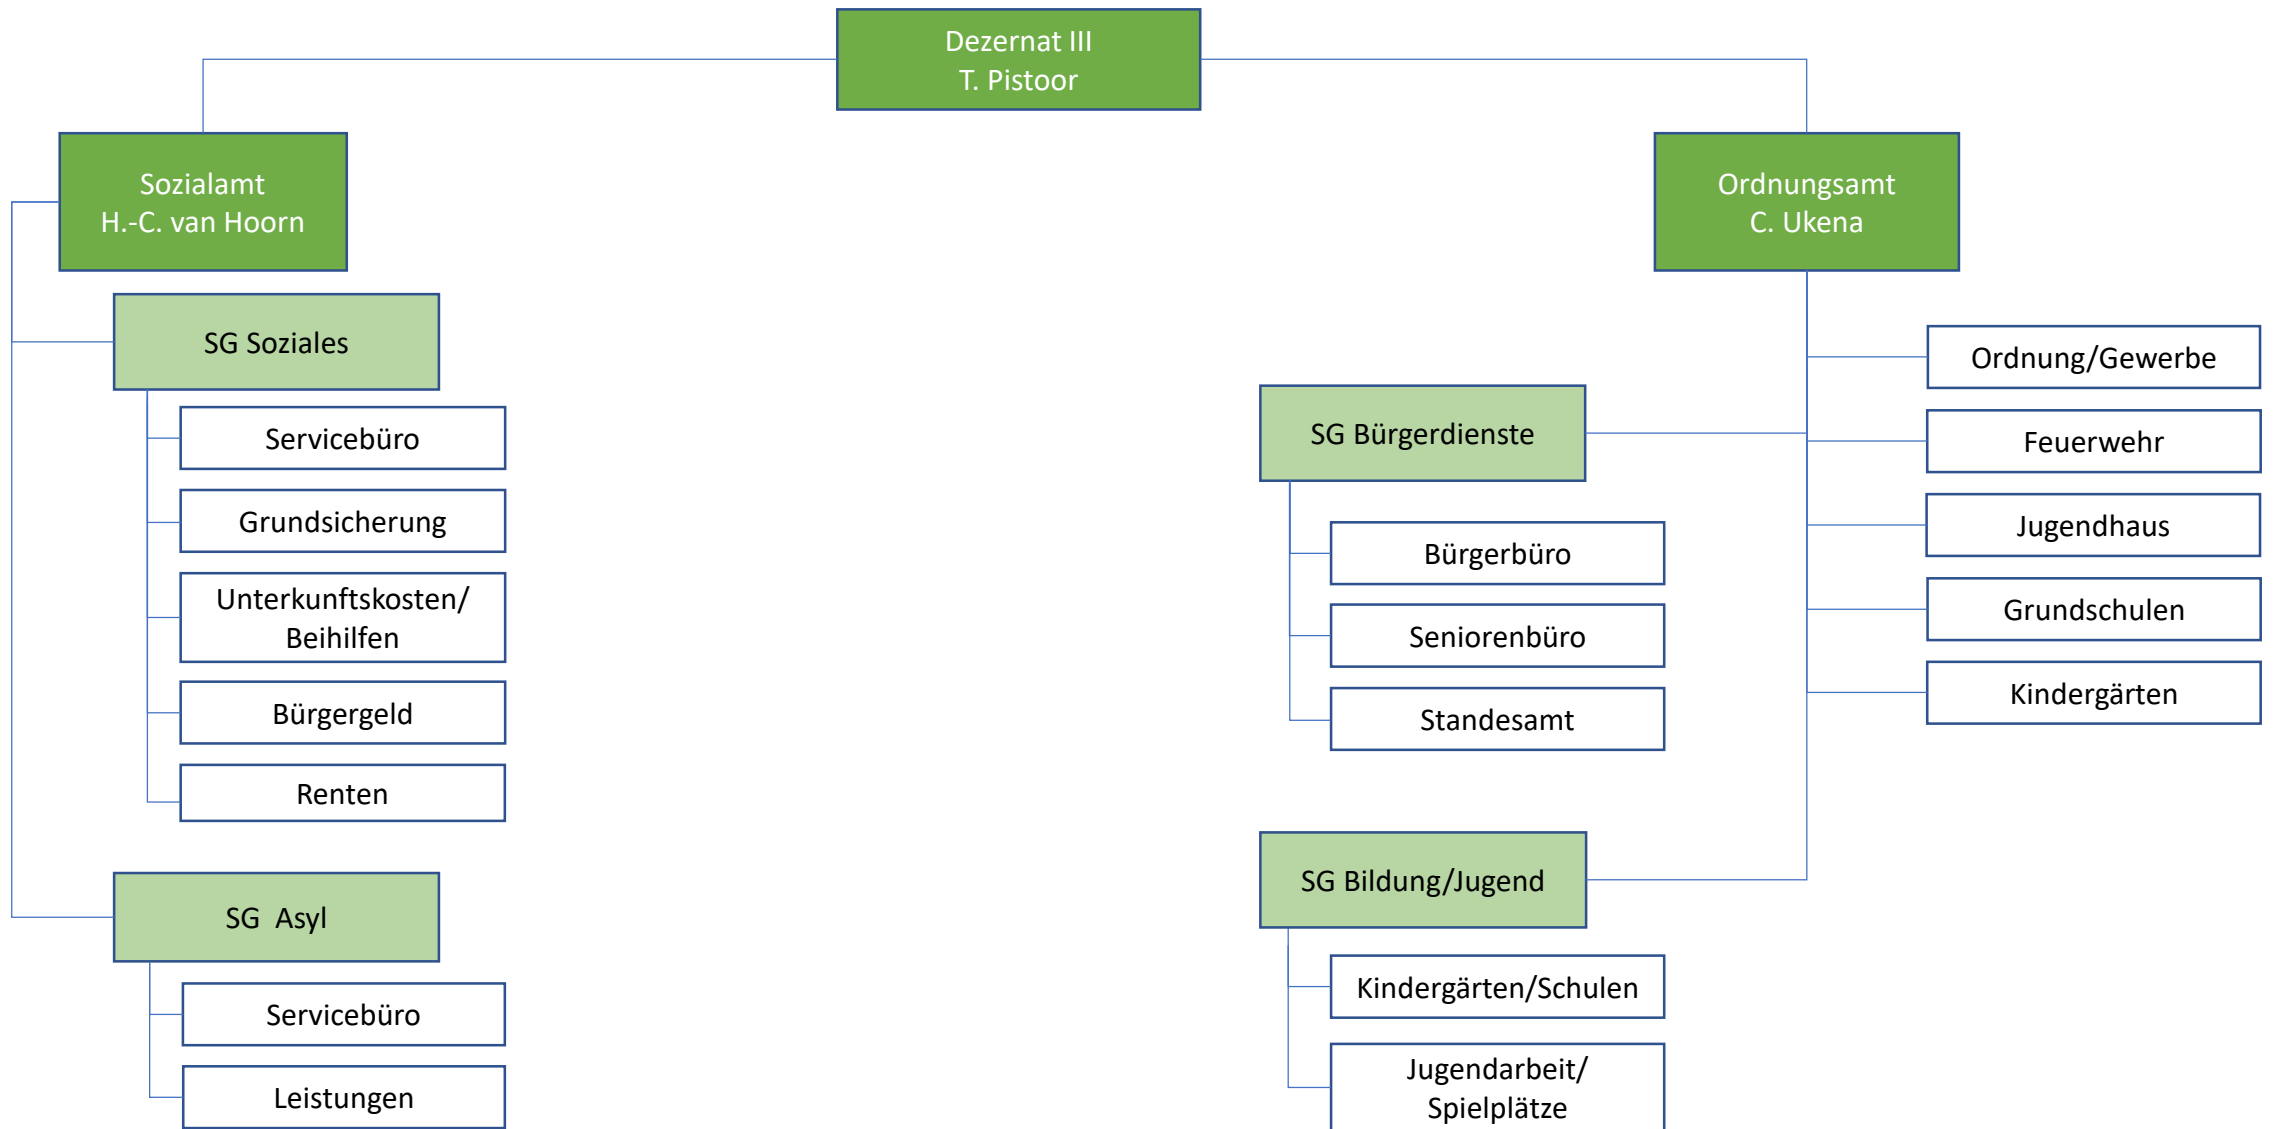 Dezernat III
T. Pistoor
Sozialamt
H.-C. van Hoorn
SG Soziales
Servicebüro
Grundsicherung
Unterkunftskosten/
Beihilfen
Bürgergeld
Renten
SG  Asyl
Servicebüro
Leistungen
Ordnungsamt
C. Ukena
SG Bürgerdienste
Bürgerbüro
Seniorenbüro
Standesamt
SG Bildung/Jugend
Kindergärten/Schulen
Jugendarbeit/
Spielplätze
Ordnung/Gewerbe
Feuerwehr
Jugendhaus
Grundschulen
Kindergärten